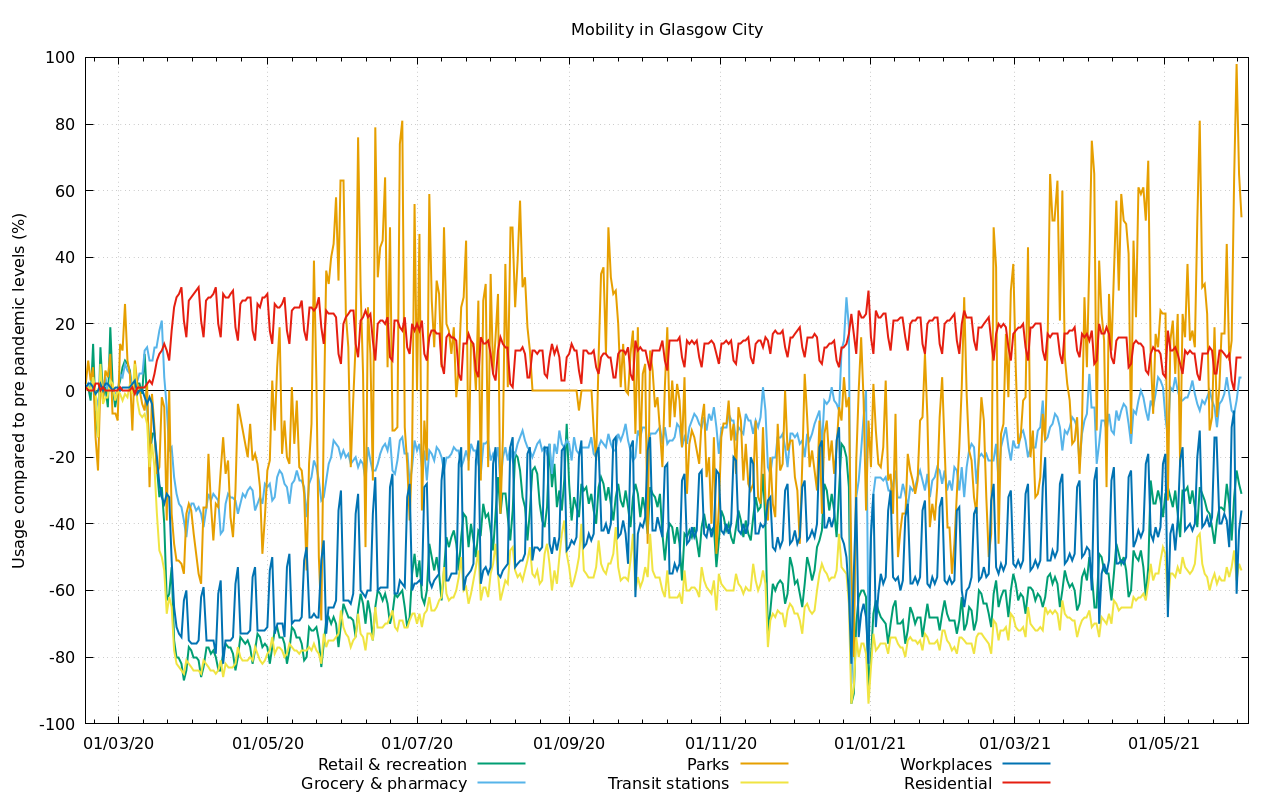 Mobility in Glasgow City
Usage compared to pre pandemic levels (%)
100
80
60
40
20
0
-20
-40
-60
-80
-100
01/03/20 01/05/20 01/07/20 01/09/20 01/11/20 01/01/21 01/03/21 01/05/21
Retail & recreation Parks Workplaces
Grocery & pharmacy Transit stations Residential